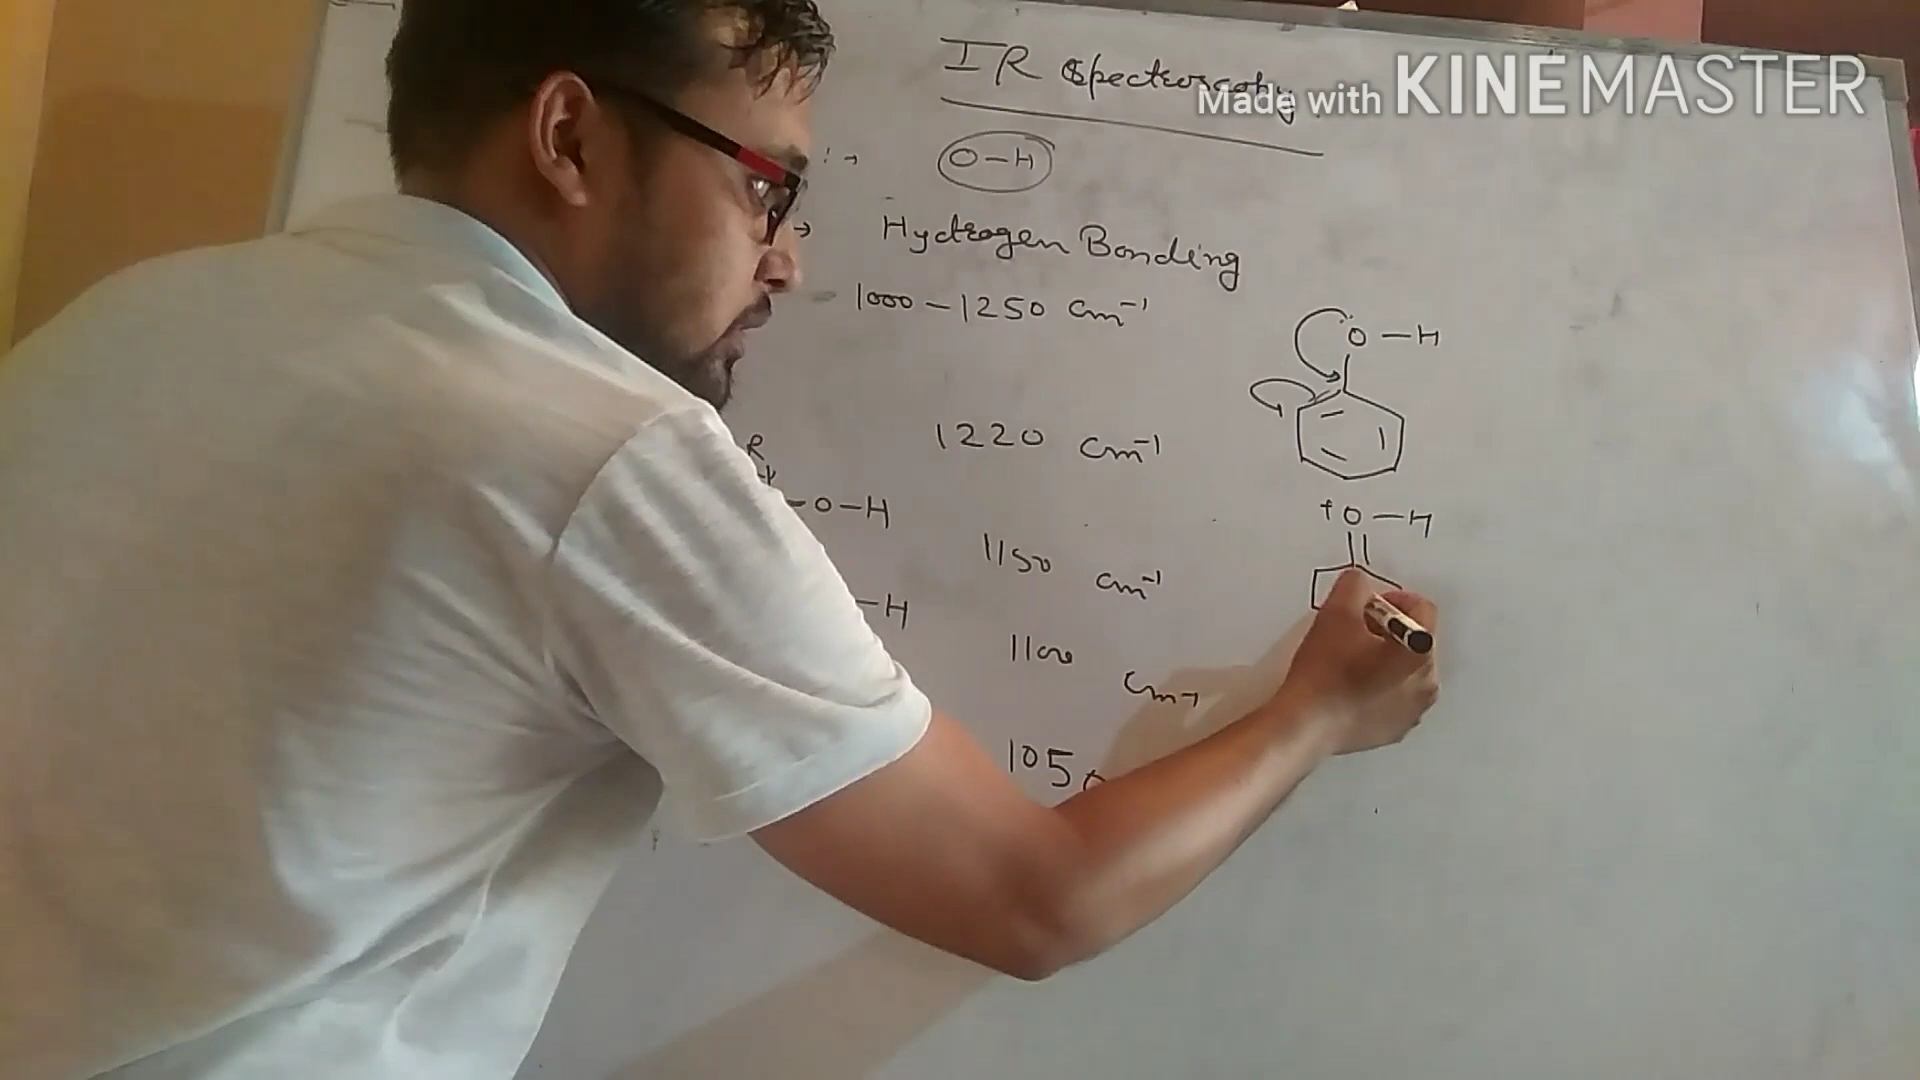 IR Spectroscopy
Made with KINEMASTER
: → O-H
→ Hydrogen Bonding
1000-1250 cm⁻¹
O-H
1220 cm⁻¹
R
-O-H
+O-H
1150 cm⁻¹
-H
1100 cm⁻¹
105